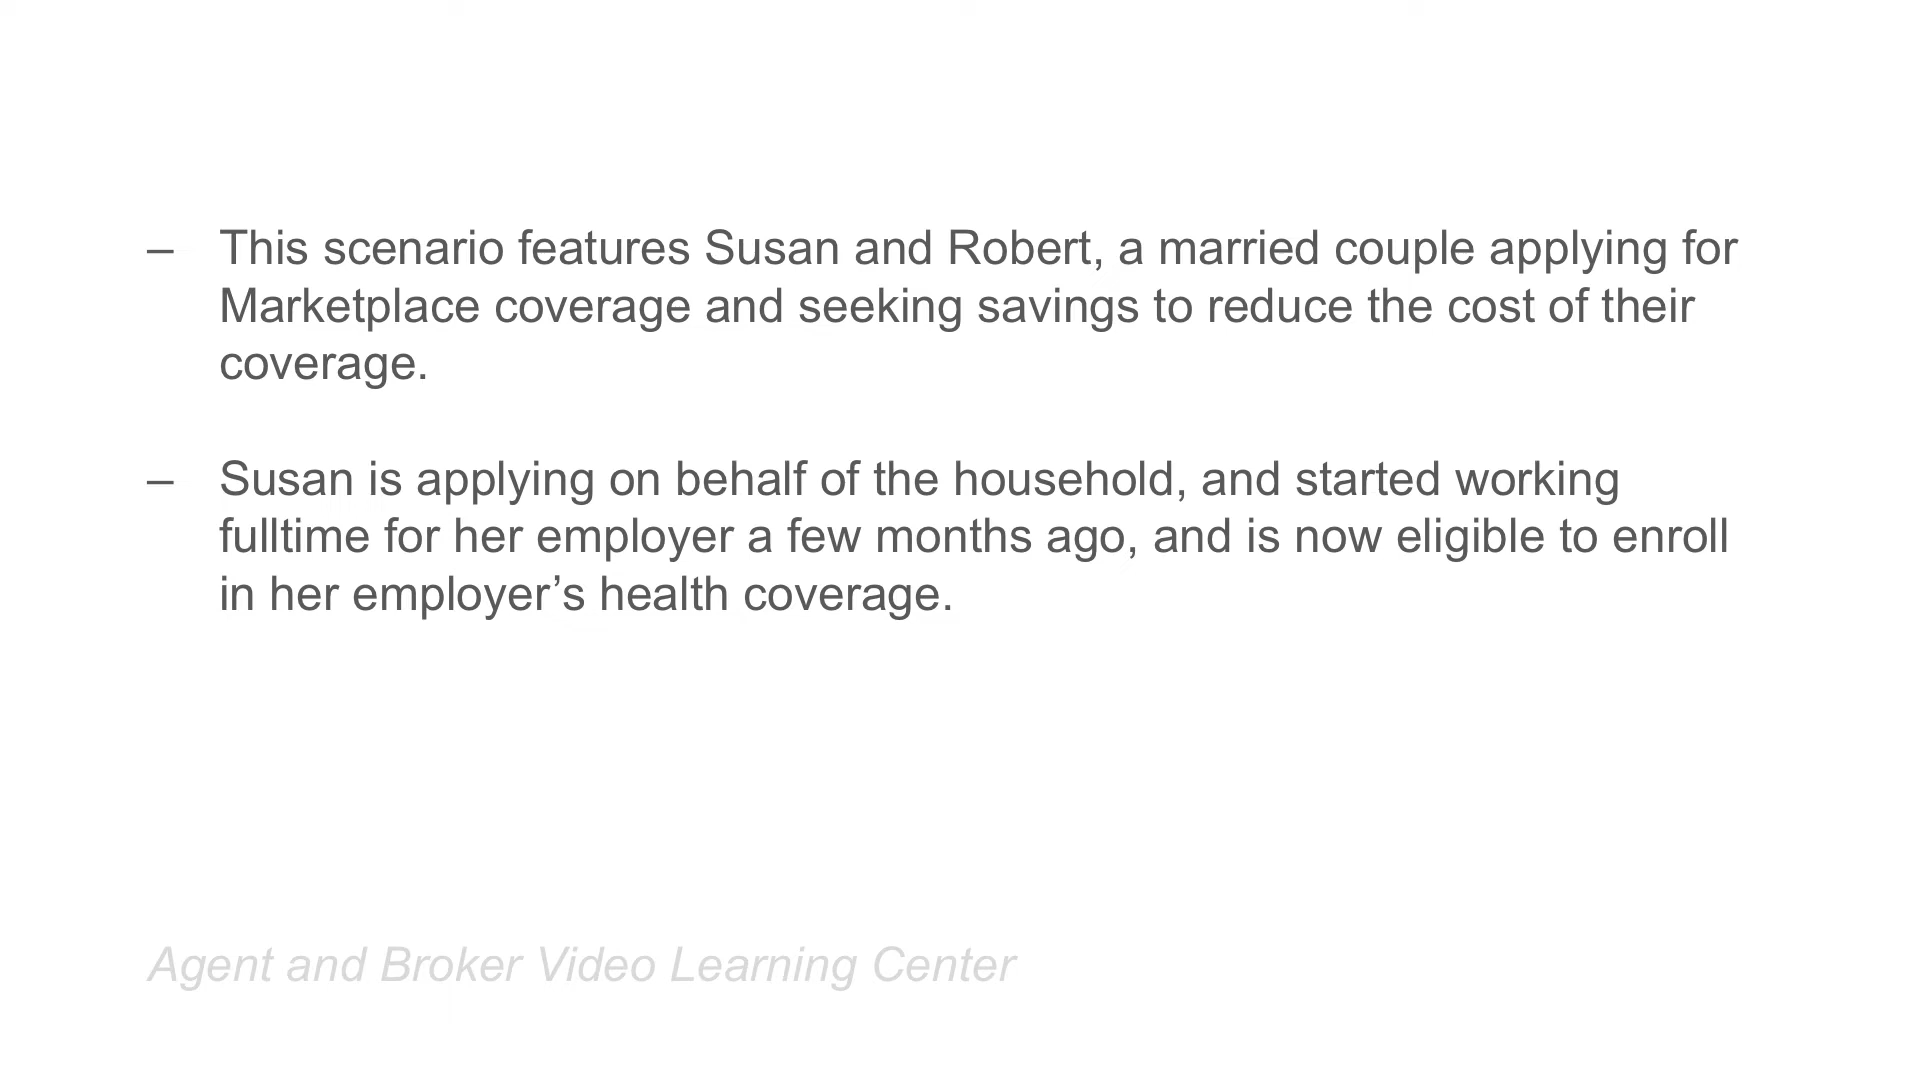 – This scenario features Susan and Robert, a married couple applying for
Marketplace coverage and seeking savings to reduce the cost of their
coverage.
– Susan is applying on behalf of the household, and started working
fulltime for her employer a few months ago, and is now eligible to enroll
in her employer’s health coverage.
Agent and Broker Video Learning Center